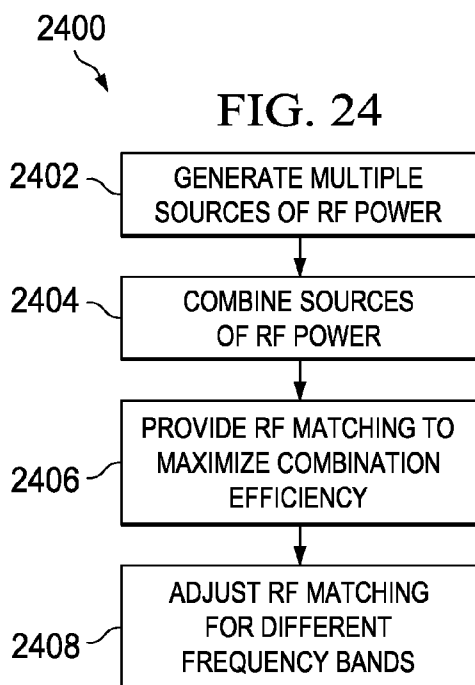 2400
FIG. 24
2402
GENERATE MULTIPLE
SOURCES OF RF POWER
2404
COMBINE SOURCES
OF RF POWER
2406
PROVIDE RF MATCHING TO
MAXIMIZE COMBINATION
EFFICIENCY
2408
ADJUST RF MATCHING
FOR DIFFERENT
FREQUENCY BANDS